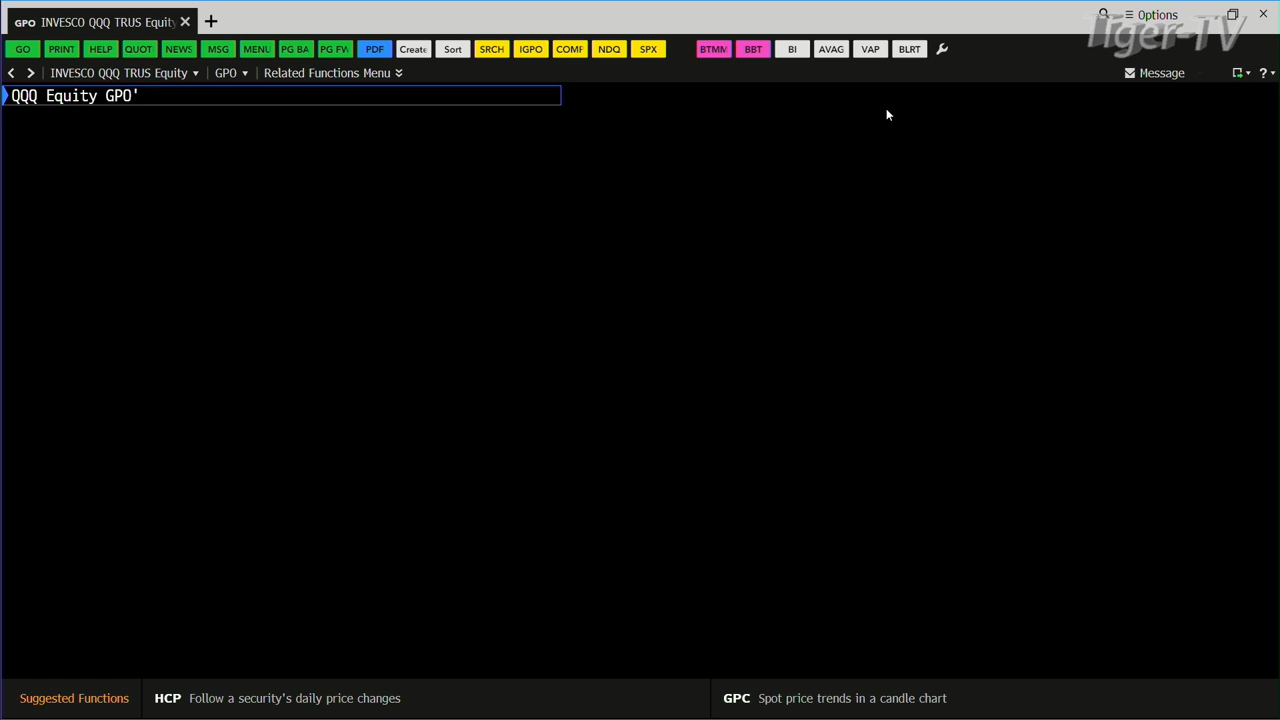 GPO INVESCO QQQ TRUS Equity
Options
Tiger-TV
GO PRINT HELP QUOT NEWS MSG MENU PG BA PG FW PDF Create Sort SRCH IGPO COMF NDQ SPX BTMM BBT BI AVAG VAP BLRT
INVESCO QQQ TRUS Equity GPO Related Functions Menu Message ?
QQQ Equity GPO'
Suggested Functions HCP Follow a security's daily price changes GPC Spot price trends in a candle chart